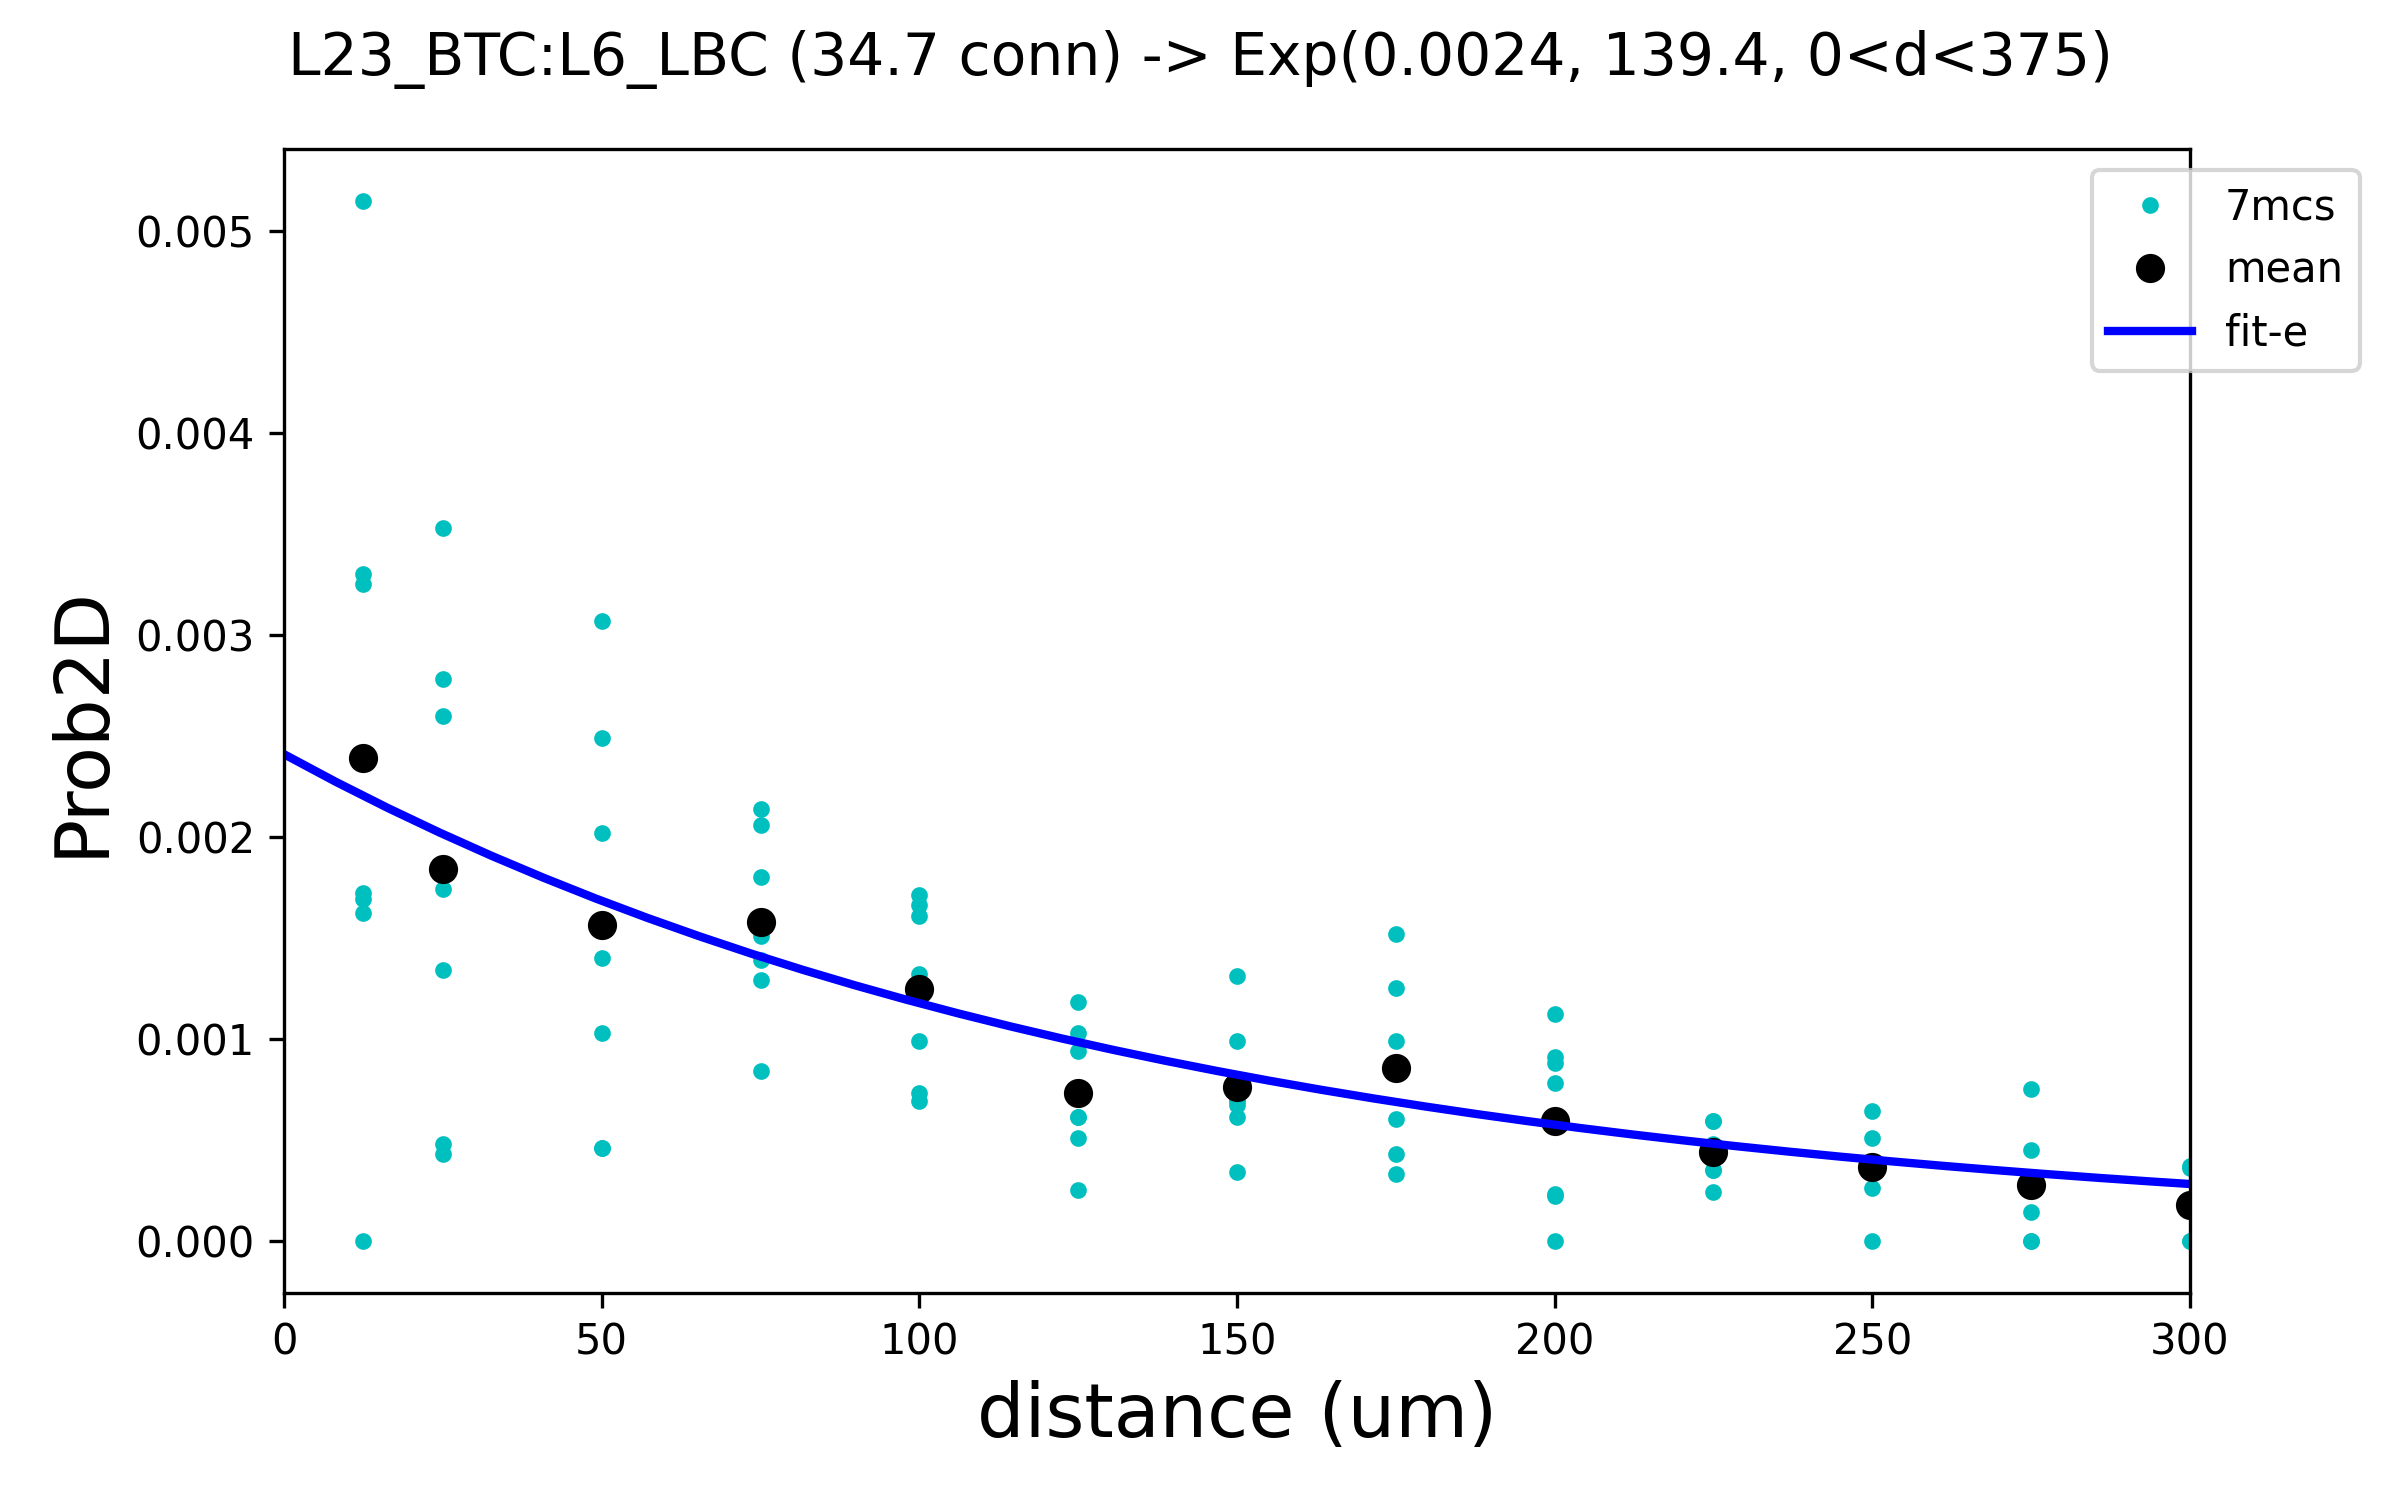 L23_BTC:L6_LBC (34.7 conn) -> Exp(0.0024, 139.4, 0<d<375)
7mcs
mean
fit-e
Prob2D
0.005
0.004
0.003
0.002
0.001
0.000
0 50 100 150 200 250 300
distance (um)